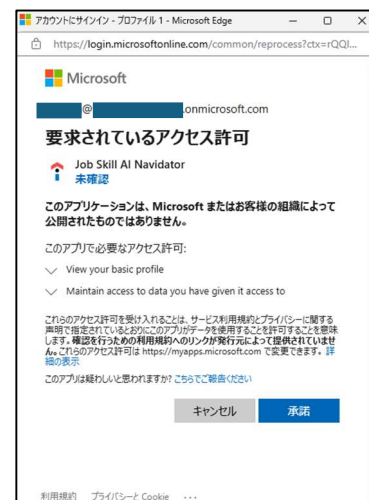 アカウントにサインイン - プロファイル 1 - Microsoft Edge
https://login.microsoftonline.com/common/reprocess?ctx=rQQI...
Microsoft
@ .onmicrosoft.com
要求されているアクセス許可
Job Skill AI Navigator
未確認
このアプリケーションは、Microsoft またはお客様の組織によって
公開されたものではありません。
このアプリで必要なアクセス許可:
View your basic profile
Maintain access to data you have given it access to
これらのアクセス許可を受け入れることは、サービス利用規約とプライバシーに関する
声明で指定されているとおりにこのアプリがデータを使用することを許可することを意味
します。確認を行うための利用規約へのリンクが発行元によって提供されていませ
ん。これらのアクセス許可は https://myapps.microsoft.com で変更できます。詳
細の表示
このアプリは疑わしいと思われますか? こちらでご報告ください
キャンセル 承諾
利用規約 プライバシーと Cookie ...